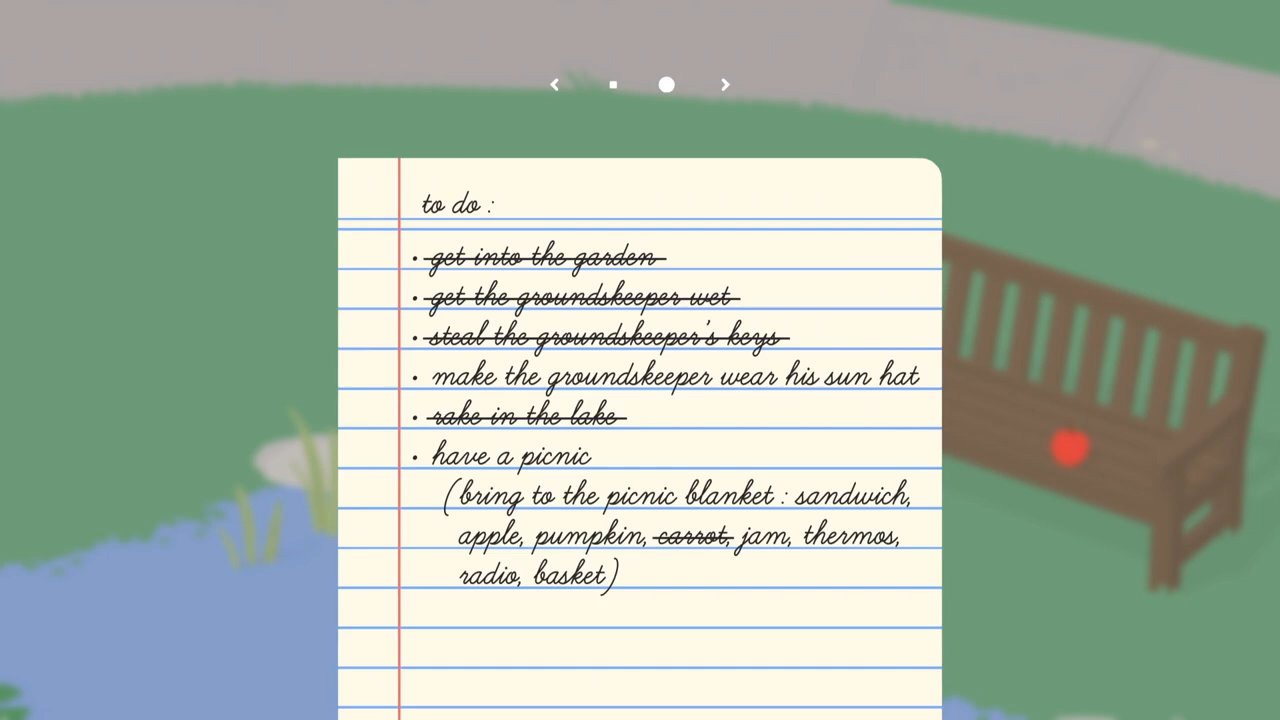 to do :
• get into the garden
• get the groundskeeper wet
• steal the groundskeeper's keys
• make the groundskeeper wear his sun hat
• rake in the lake
• have a picnic
(bring to the picnic blanket : sandwich,
apple, pumpkin, carrot, jam, thermos,
radio, basket)